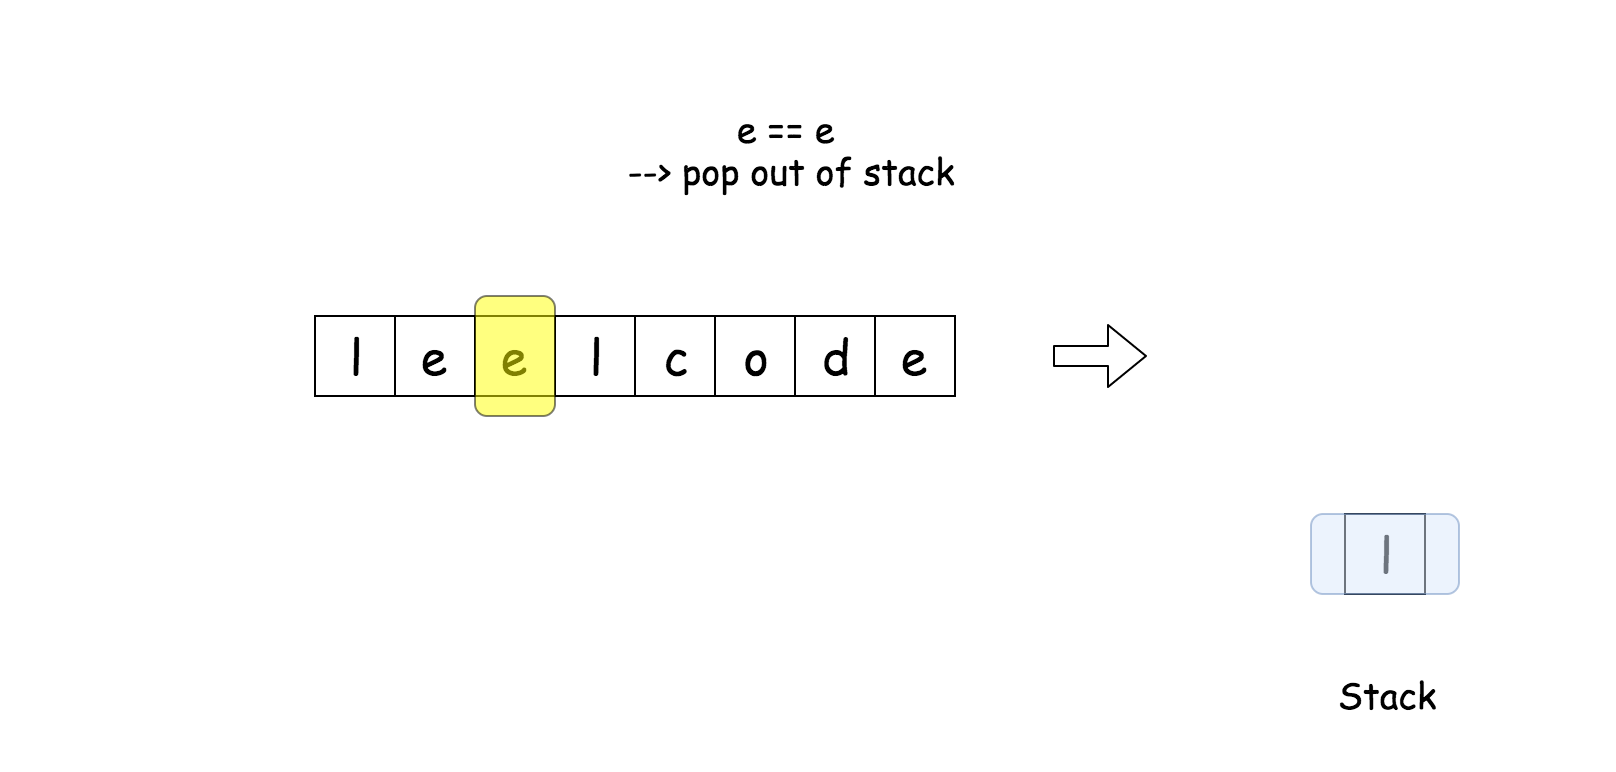 e == e
--> pop out of stack
l e e l c o d e
l
Stack